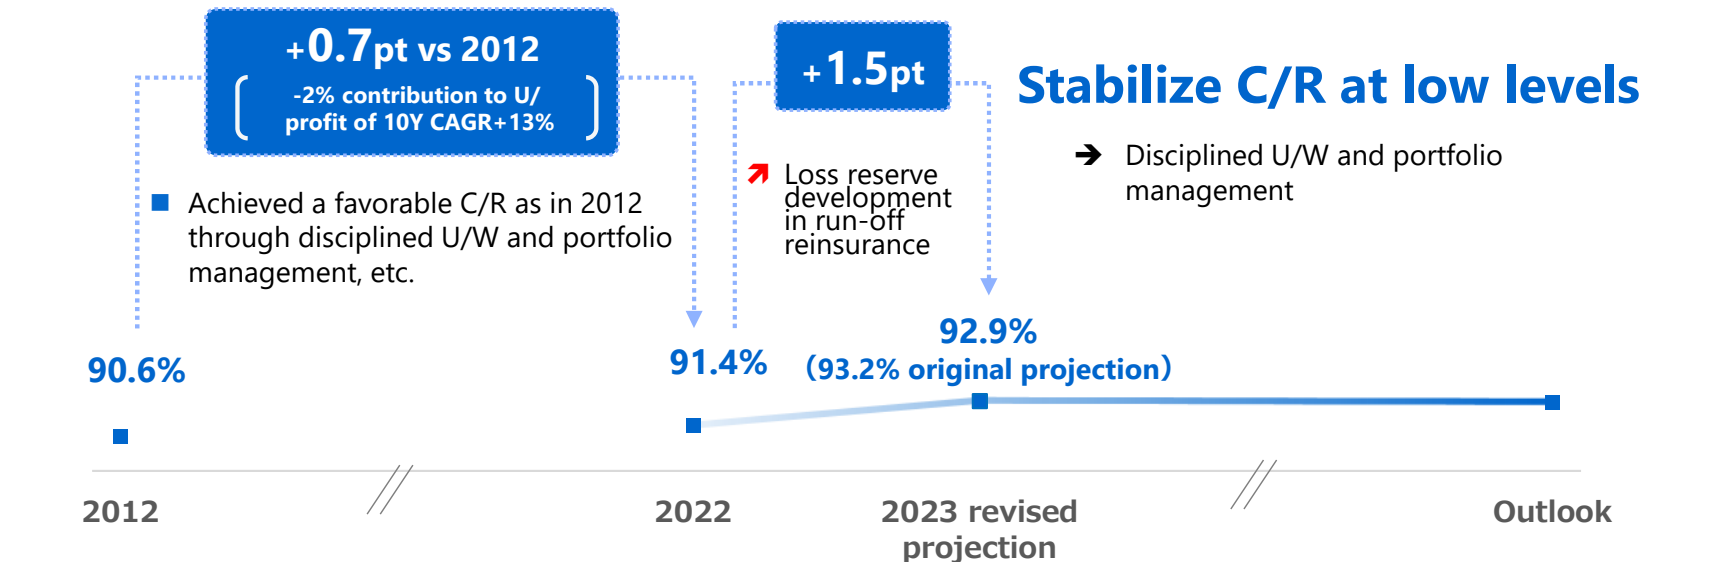 +0.7pt vs 2012
-2% contribution to U/
profit of 10Y CAGR+13%
+1.5pt
Stabilize C/R at low levels
➔ Disciplined U/W and portfolio
management
■ Achieved a favorable C/R as in 2012
through disciplined U/W and portfolio
management, etc.
Loss reserve
development
in run-off
reinsurance
90.6%
91.4%
92.9%
（93.2% original projection）
2012
2022
2023 revised
projection
Outlook